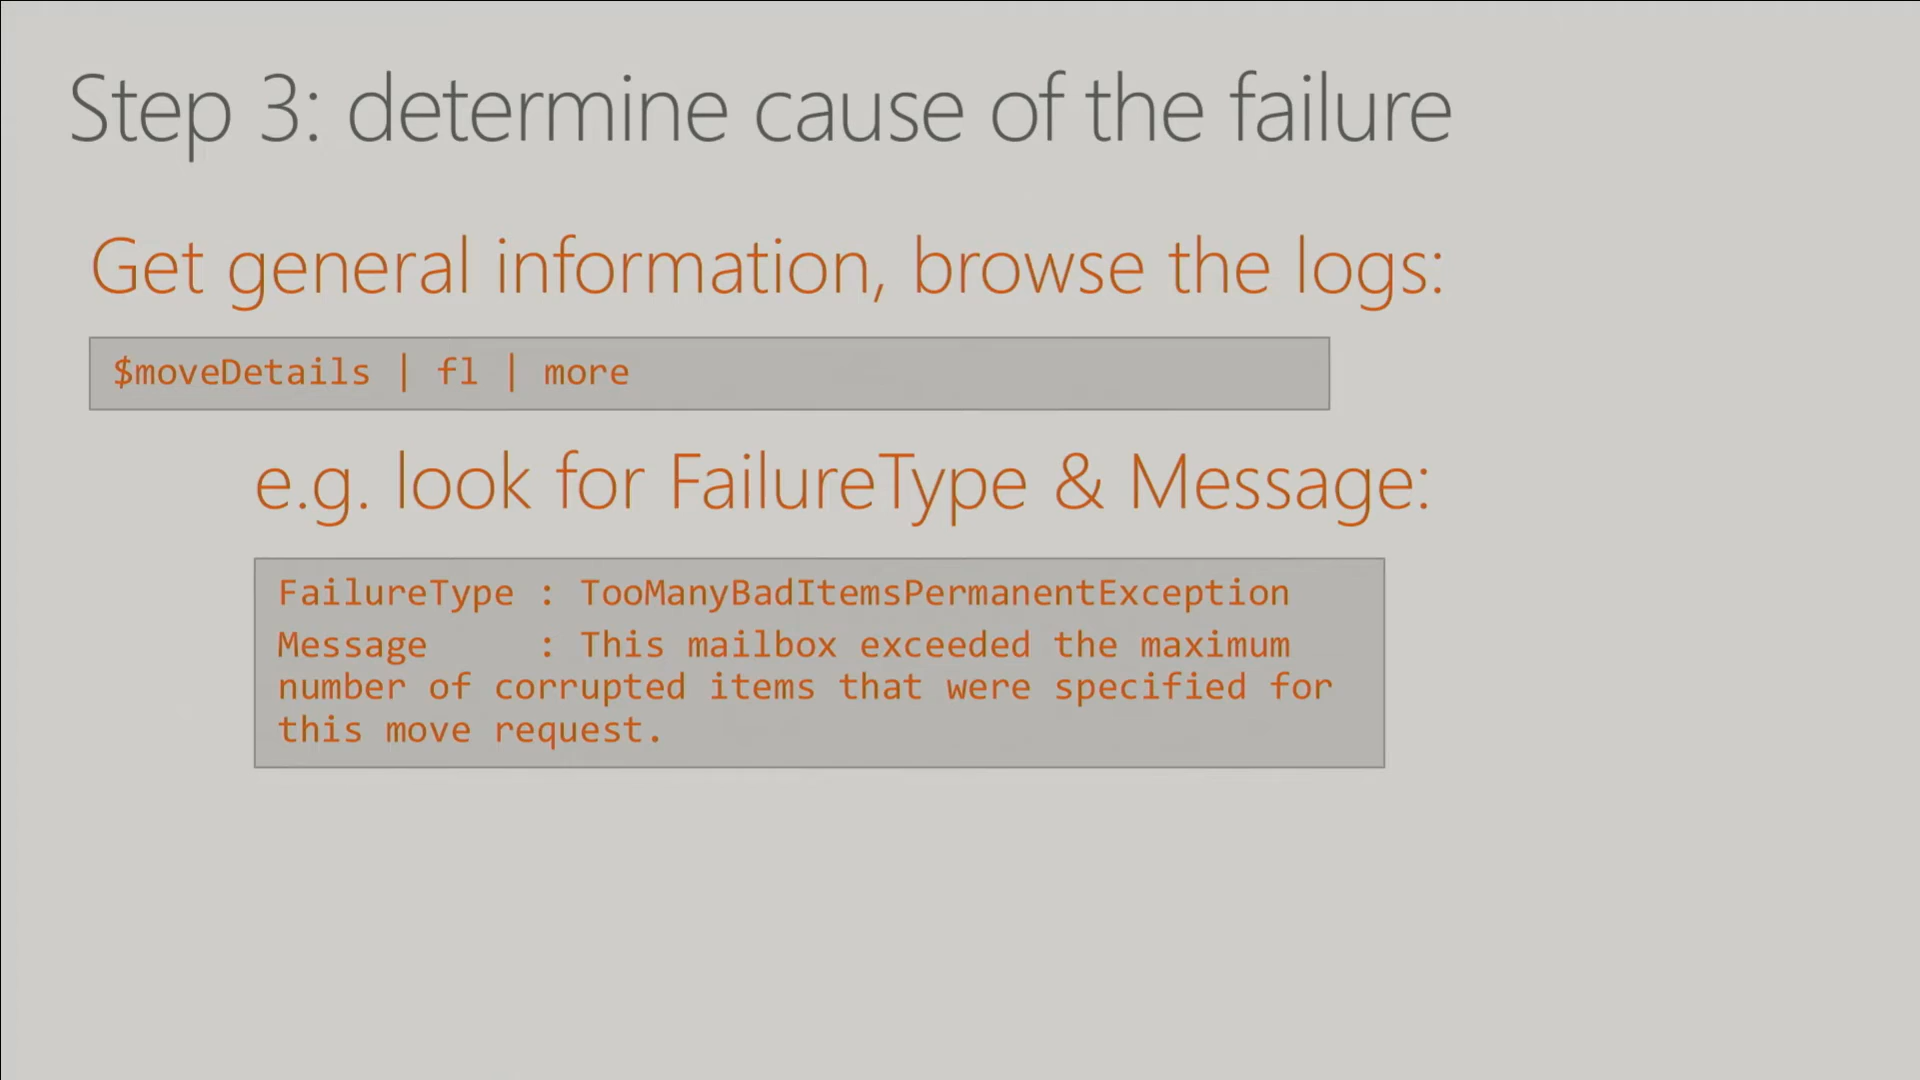 Step 3: determine cause of the failure
Get general information, browse the logs:
$moveDetails | fl | more
e.g. look for FailureType & Message:
FailureType : TooManyBadItemsPermanentException
Message     : This mailbox exceeded the maximum
number of corrupted items that were specified for
this move request.